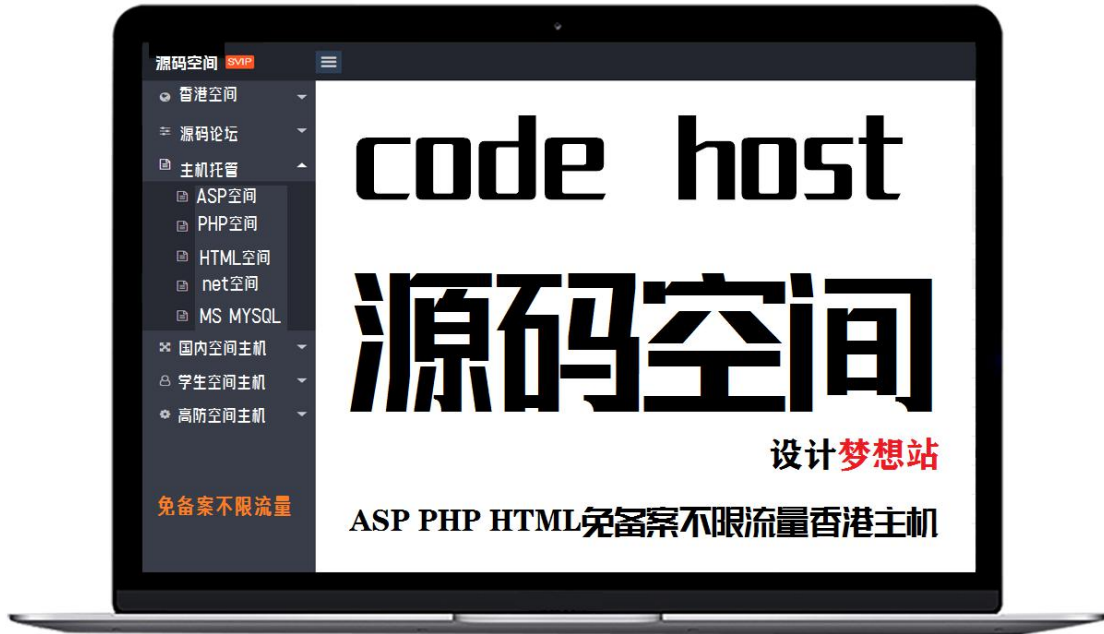 源码空间 SVIP
香港空间
源码论坛
主机托管
ASP空间
PHP空间
HTML空间
net空间
MS MYSQL
国内空间主机
学生空间主机
高防空间主机
免备案不限流量
code host
源码空间
设计梦想站
ASP PHP HTML免备案不限流量香港主机